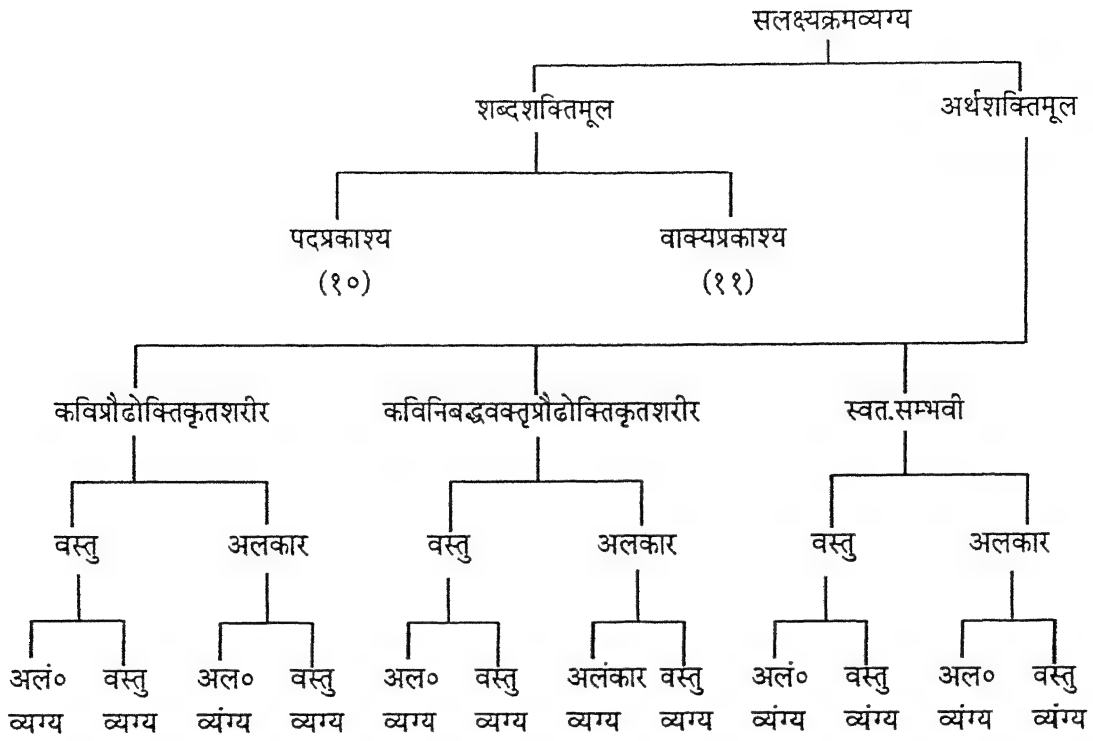 सलक्ष्यक्रमव्यग्य
शब्दशक्तिमूल अर्थशक्तिमूल
पदप्रकाश्य वाक्यप्रकाश्य
(१०) (११)
कविप्रौढोक्तिकृतशरीर कविनिबद्धवक्तृप्रौढोक्तिकृतशरीर स्वत.सम्भवी
वस्तु अलकार वस्तु अलकार वस्तु अलकार
अलं० वस्तु अल० वस्तु अल० वस्तु अलंकार वस्तु अलं० वस्तु अल० वस्तु
व्यग्य व्यग्य व्यंग्य व्यग्य व्यग्य व्यग्य व्यग्य व्यग्य व्यंग्य व्यंग्य व्यंग्य व्यंग्य